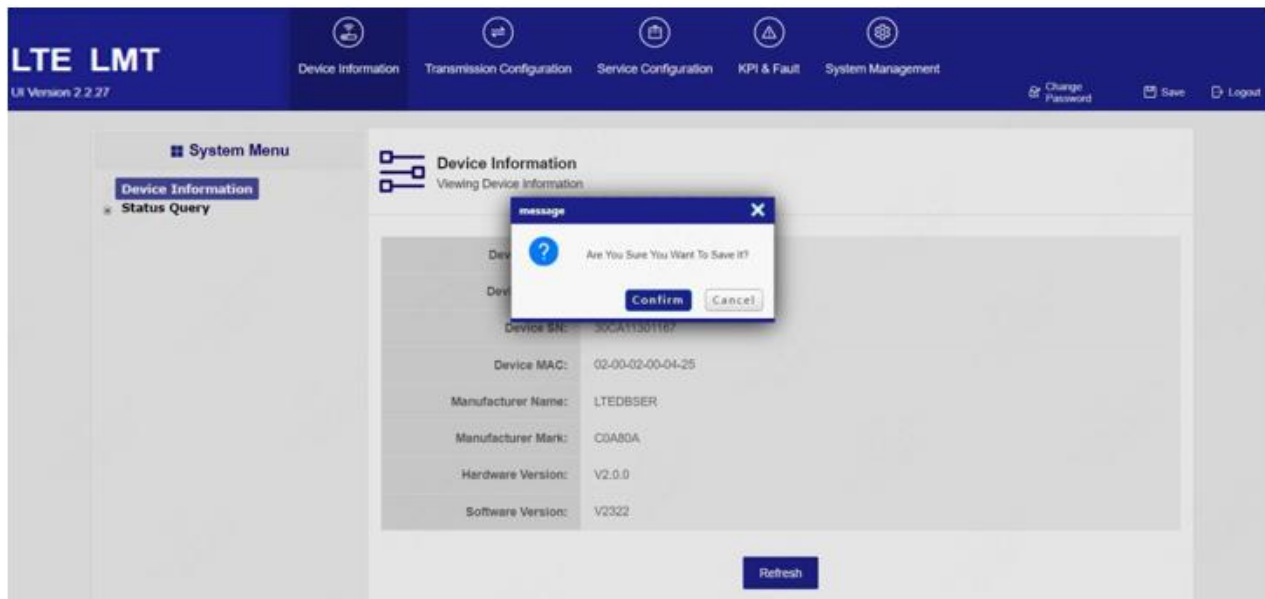 LTE LMT
UI Version 2.2.27
Device Information
Transmission Configuration
Service Configuration
KPI & Fault
System Management
Change
Password
Save
Logout
System Menu
Device Information
Status Query
Device Information
Viewing Device Information
message
Are You Sure You Want To Save It?
Confirm
Cancel
Dev
Devi
Device SN: 30CA11301167
Device MAC: 02-00-02-00-04-25
Manufacturer Name: LTEDBSER
Manufacturer Mark: C0A80A
Hardware Version: V2.0.0
Software Version: V2322
Refresh